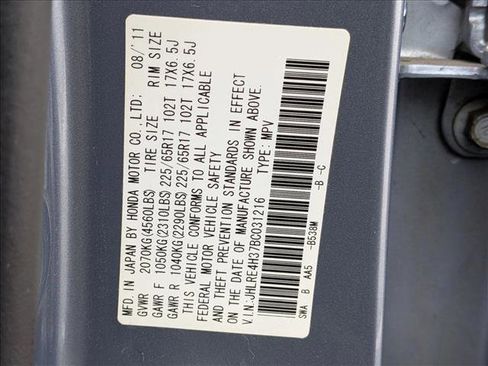 MFD. IN JAPAN BY HONDA MOTOR CO., LTD. 08/'11
GVWR 2070KG(4560LBS) TIRE SIZE RIM SIZE
GAWR F 1050KG(2310LBS) 225/65R17 102T 17X6.5J
GAWR R 1040KG(2290LBS) 225/65R17 102T 17X6.5J
THIS VEHICLE CONFORMS TO ALL APPLICABLE
FEDERAL MOTOR VEHICLE SAFETY
AND THEFT PREVENTION STANDARDS IN EFFECT
ON THE DATE OF MANUFACTURE SHOWN ABOVE.
V.I.N: JHLRE4H37BC031216 TYPE: MPV
SWA B AA5 -B538M -B -C